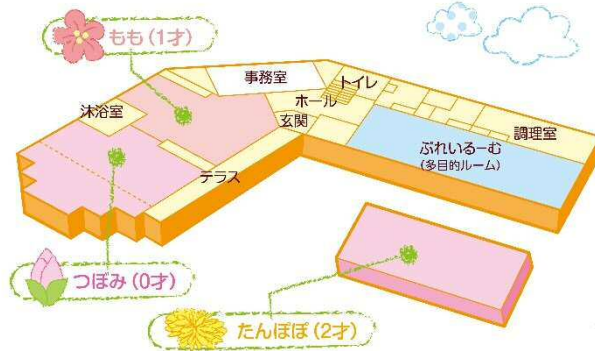 もも(1才)
事務室
トイレ
ホール
沐浴室
玄関
調理室
ぷれいるーむ
(多目的ルーム)
テラス
つぼみ(0才)
たんぽぽ(2才)